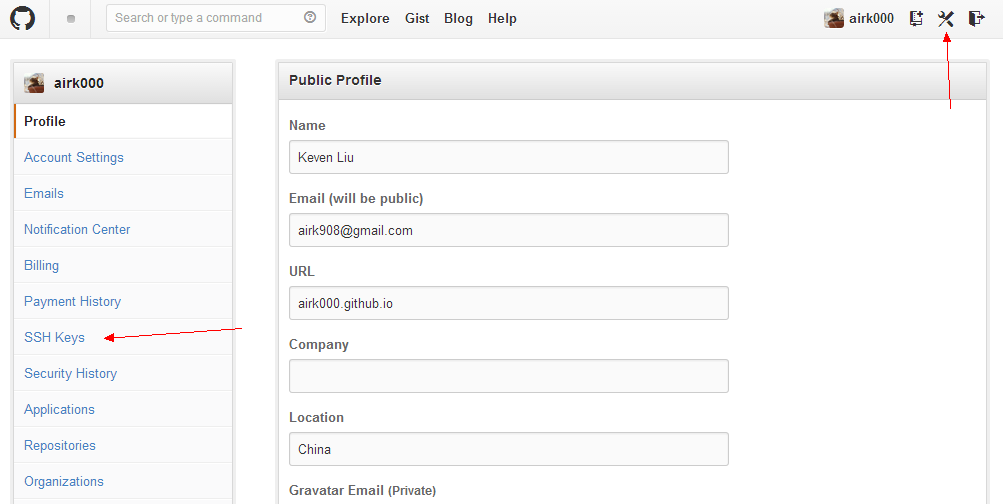 Search or type a command
Explore Gist Blog Help
airk000
airk000
Profile
Account Settings
Emails
Notification Center
Billing
Payment History
SSH Keys
Security History
Applications
Repositories
Organizations
Public Profile
Name
Keven Liu
Email (will be public)
airk908@gmail.com
URL
airk000.github.io
Company
Location
China
Gravatar Email (Private)